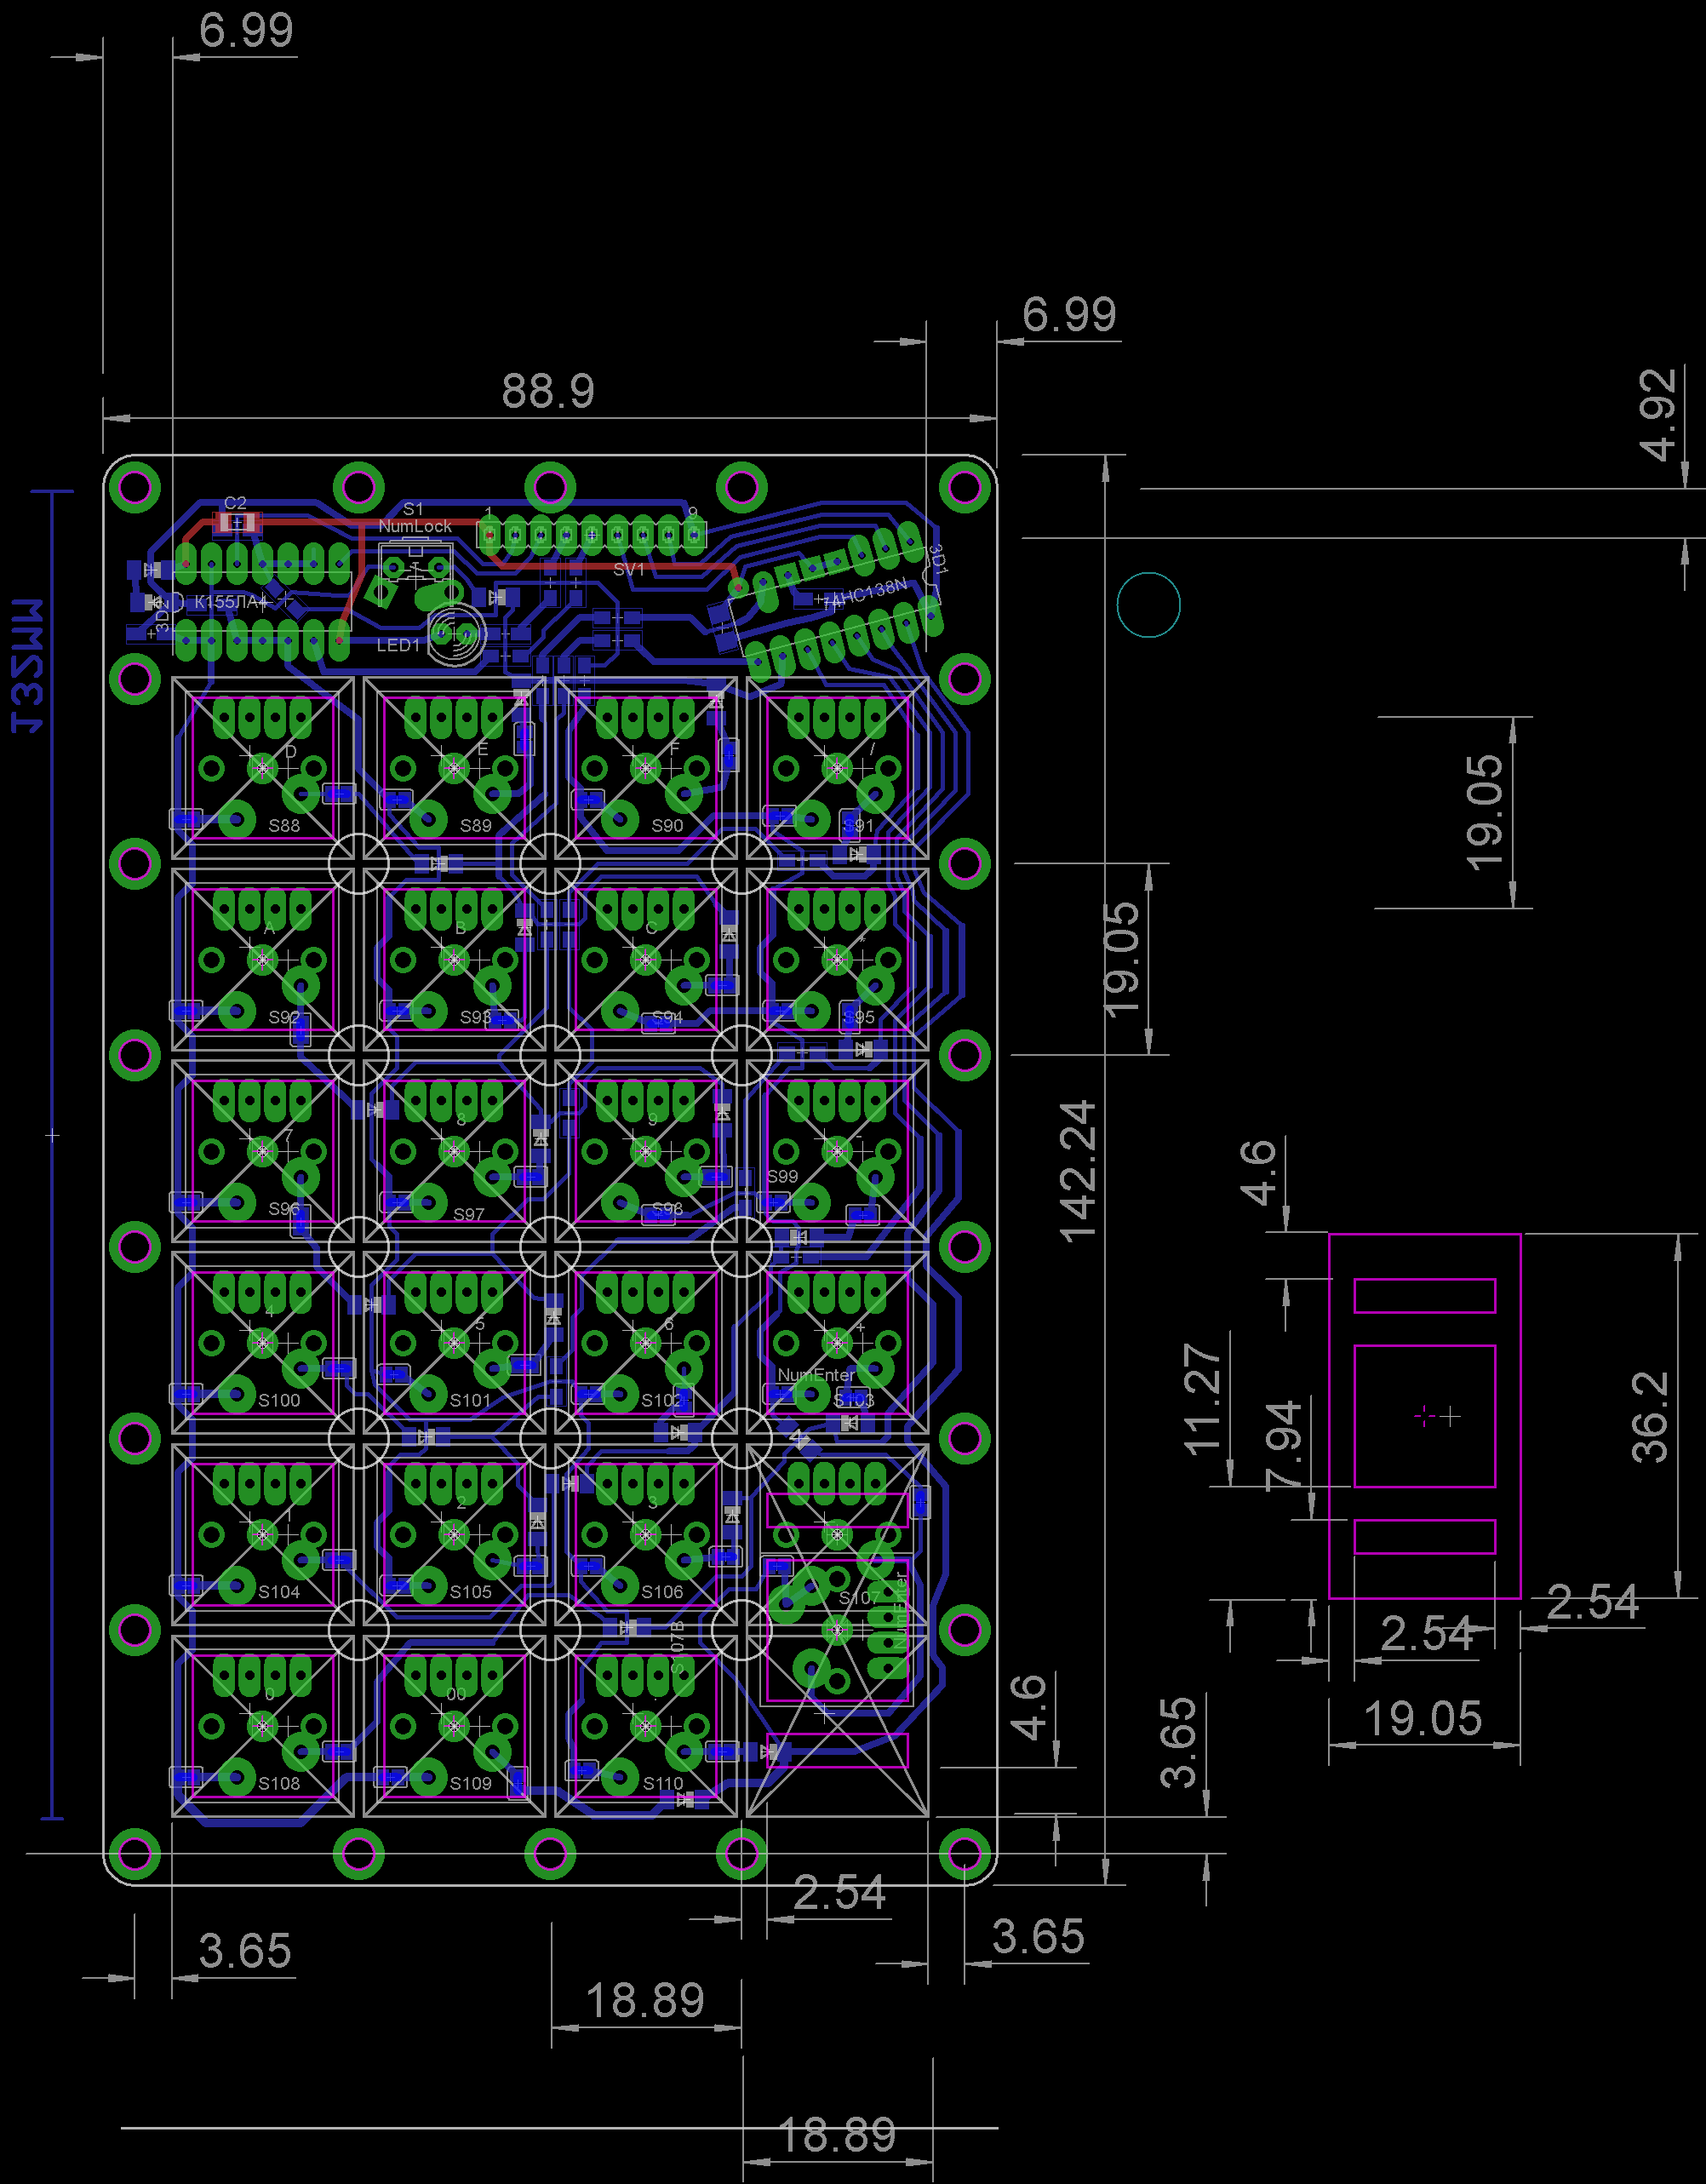 6.99
6.99
88.9
4.92
C2
S1
NumLock
1
9
SV1
3D1
74HC138N
К155ЛА4
3D2
LED1
132MM
D
E
F
/
S88
S89
S90
S91
19.05
19.05
A
B
C
*
S92
S93
S94
S95
142.24
7
8
9
-
S99
S96
S97
S98
4.6
4
5
6
+
NumEnter
S100
S101
S102
S103
11.27
7.94
36.2
1
2
3
S107
NumEnter
S104
S105
S106
2.54
2.54
19.05
S107B
0
00
.
S108
S109
S110
4.6
3.65
2.54
3.65
3.65
18.89
18.89